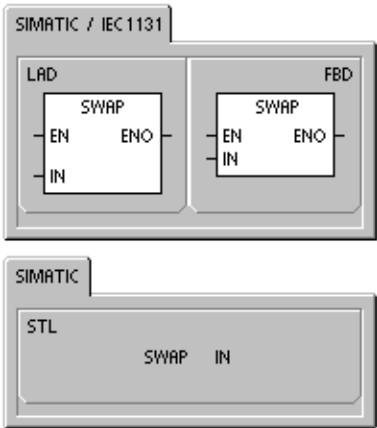 SIMATIC / IEC1131
LAD FBD
SWAP SWAP
EN ENO EN ENO
IN IN
SIMATIC
STL
SWAP IN